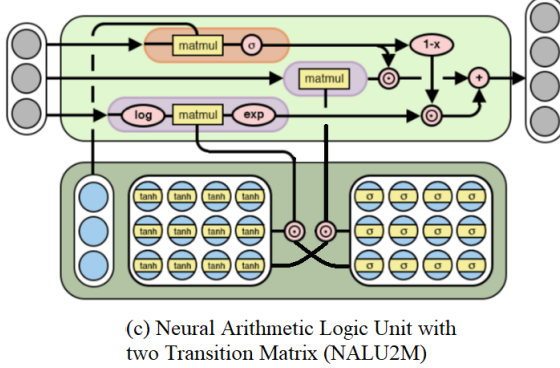 matmul σ 1-x
matmul ⊙ +
log matmul exp ⊙
tanh tanh tanh tanh σ σ σ σ
tanh tanh tanh tanh ⊙ ⊙ σ σ σ σ
tanh tanh tanh tanh σ σ σ σ
(c) Neural Arithmetic Logic Unit with
two Transition Matrix (NALU2M)